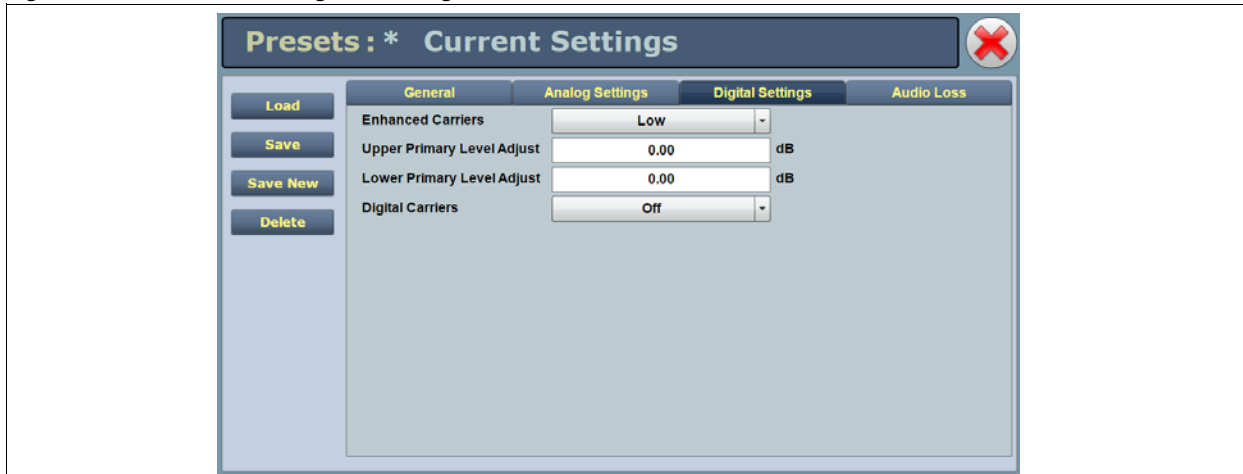 Presets:* Current Settings
General Analog Settings Digital Settings Audio Loss
Load
Save
Save New
Delete
Enhanced Carriers Low
Upper Primary Level Adjust 0.00 dB
Lower Primary Level Adjust 0.00 dB
Digital Carriers Off